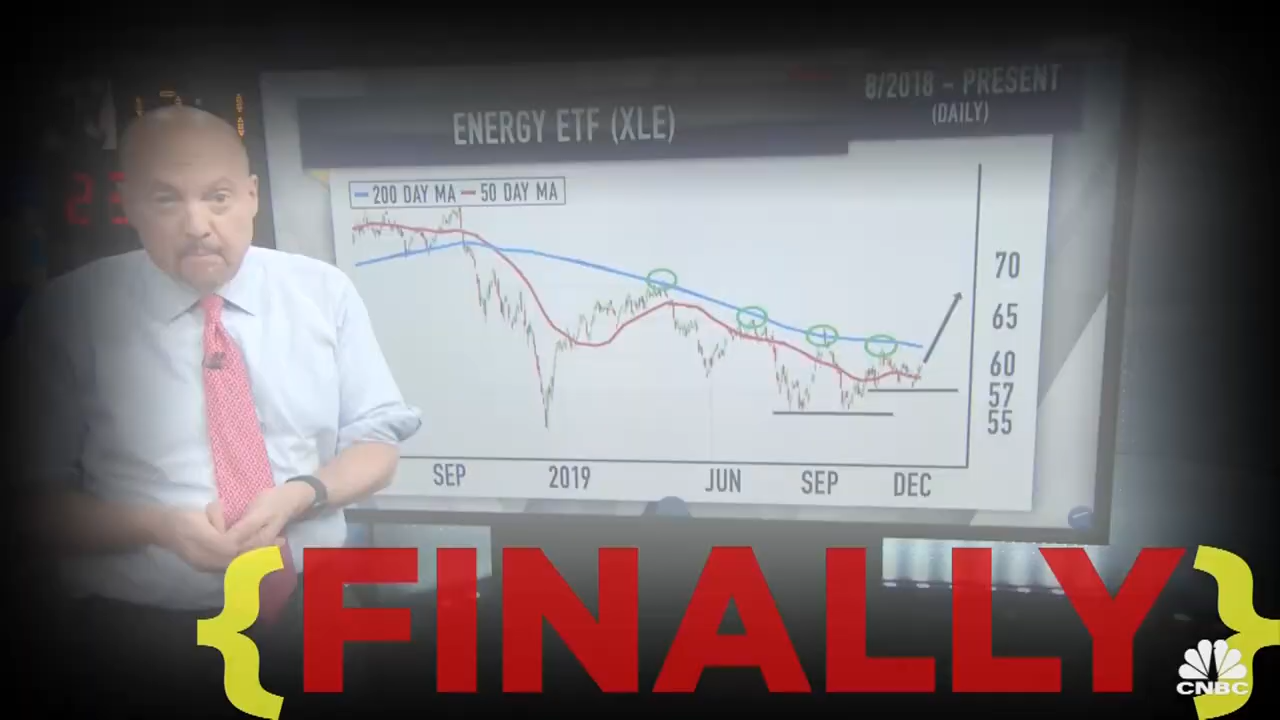 8/2018 - PRESENT
(DAILY)
ENERGY ETF (XLE)
200 DAY MA
50 DAY MA
70
65
60
57
55
SEP
2019
JUN
SEP
DEC
{FINALLY}
CNBC